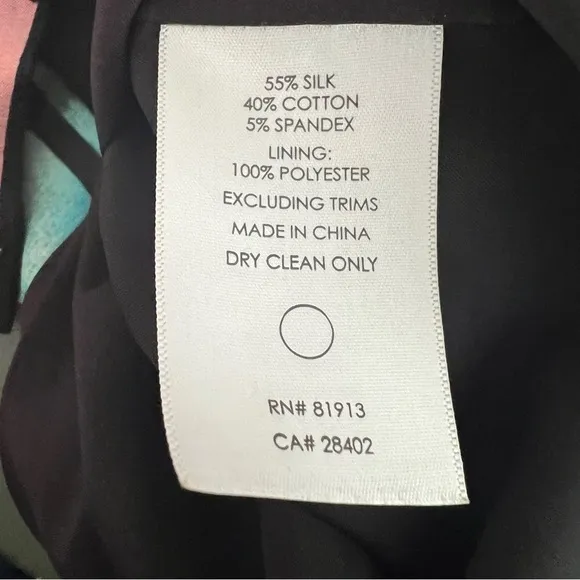 55% SILK
40% COTTON
5% SPANDEX
LINING:
100% POLYESTER
EXCLUDING TRIMS
MADE IN CHINA
DRY CLEAN ONLY
RN# 81913
CA# 28402